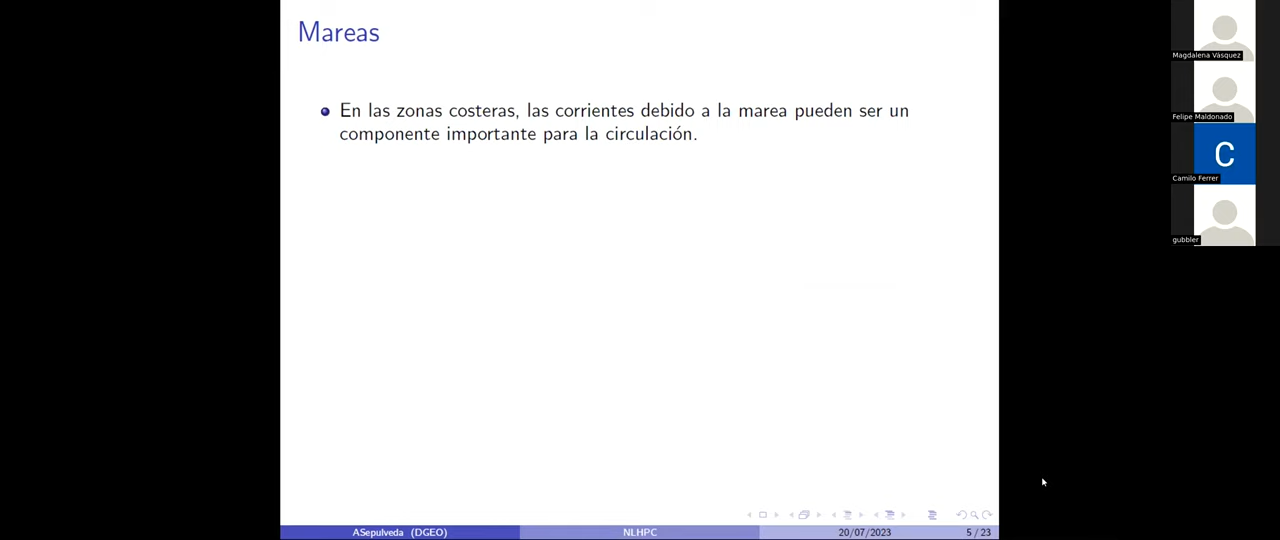 Mareas
En las zonas costeras, las corrientes debido a la marea pueden ser un
componente importante para la circulación.
ASepulveda (DGEO)
NLHPC
20/07/2023
5 / 23
Magdalena Vásquez
Felipe Maldonado
C
Camilo Ferrer
gubbler